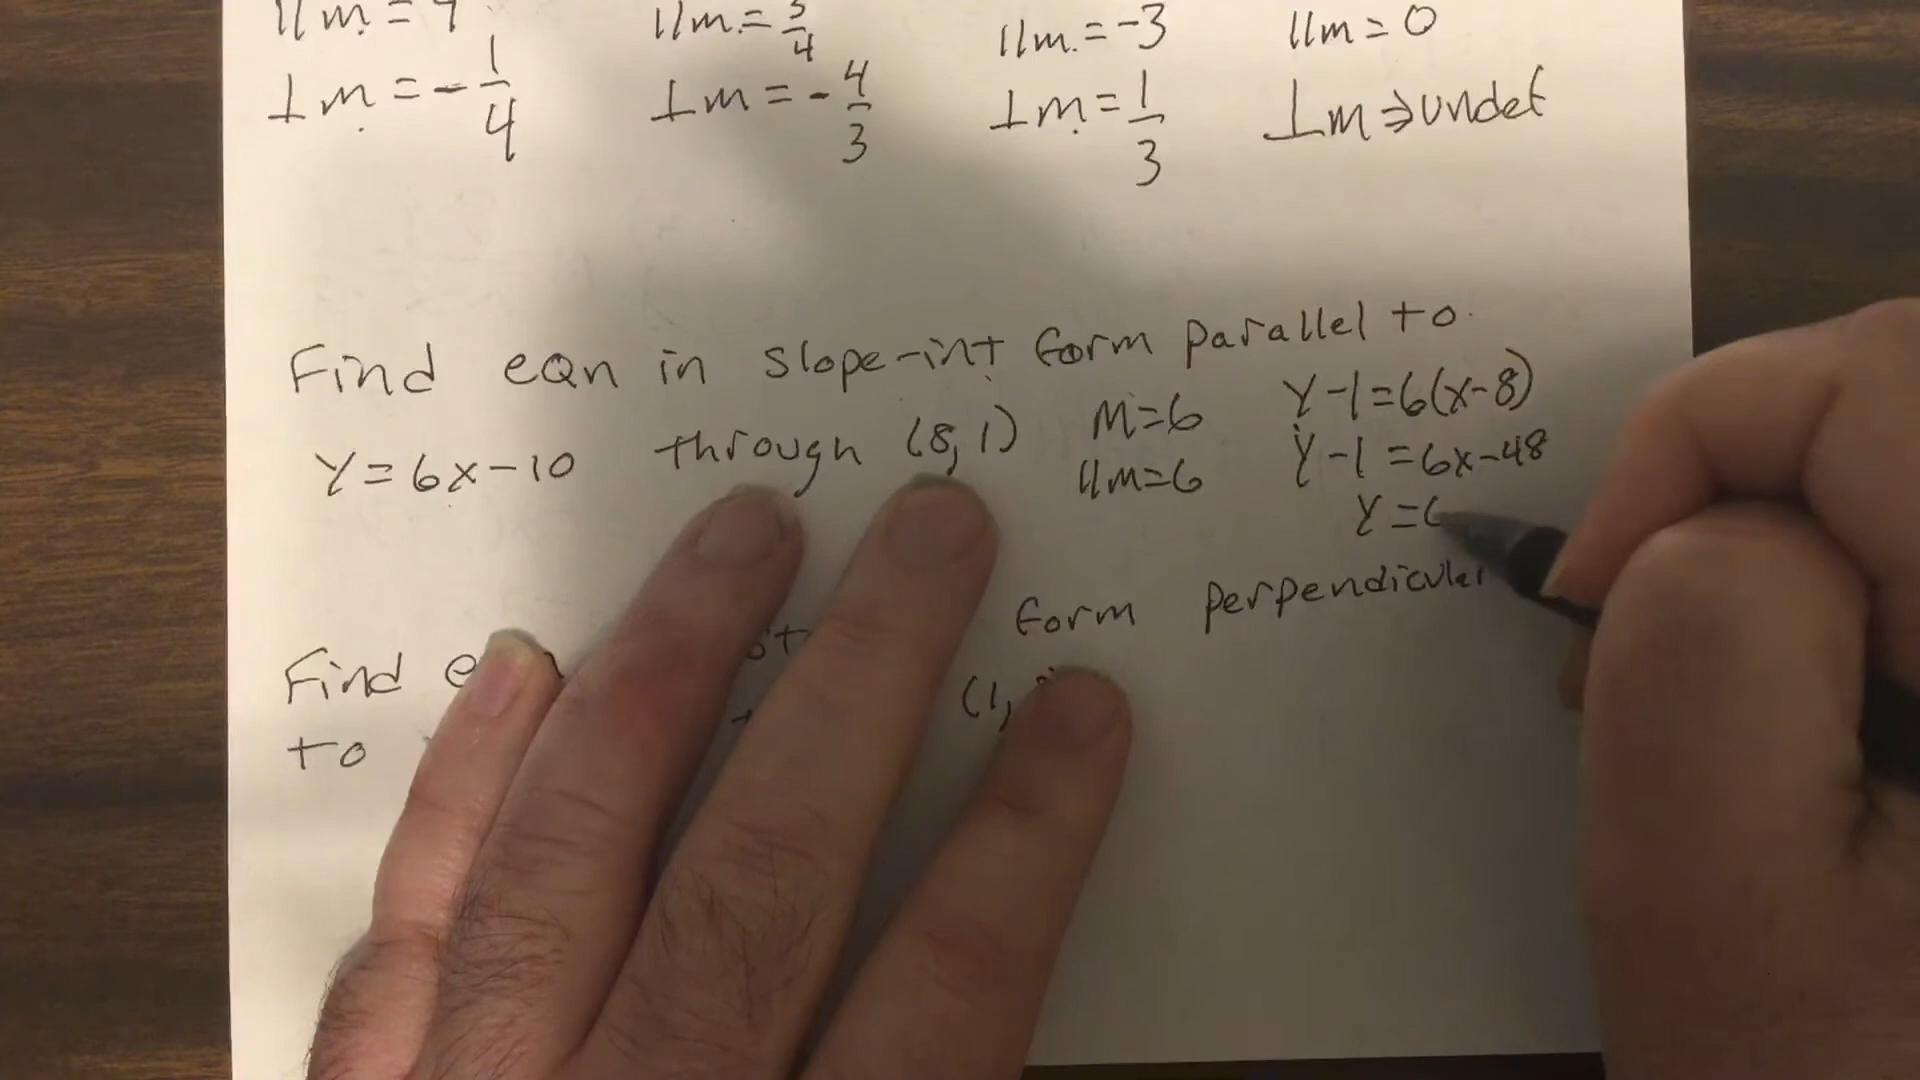 ||m = 4 ||m = 3/4 ||m = -3 ||m = 0
⊥m = -1/4 ⊥m = -4/3 ⊥m = 1/3 ⊥m ⇒ undef
Find eqn in slope-int form parallel to
y = 6x - 10 through (8, 1)
m = 6
||m = 6
y - 1 = 6(x - 8)
y - 1 = 6x - 48
y =
Find form perpendicular
to (1,